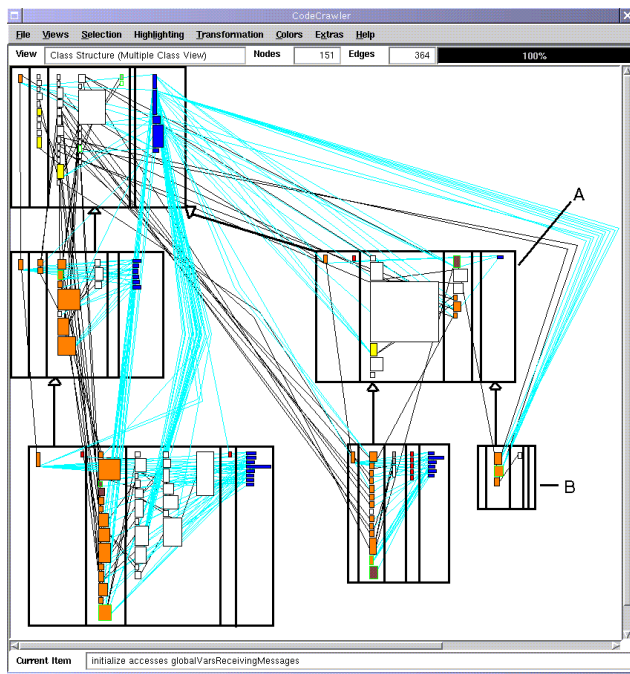 CodeCrawler
File Views Selection Highlighting Transformation Colors Extras Help
View Class Structure (Multiple Class View) Nodes 151 Edges 364 100%
A
B
Current Item initialize accesses globalVarsReceivingMessages